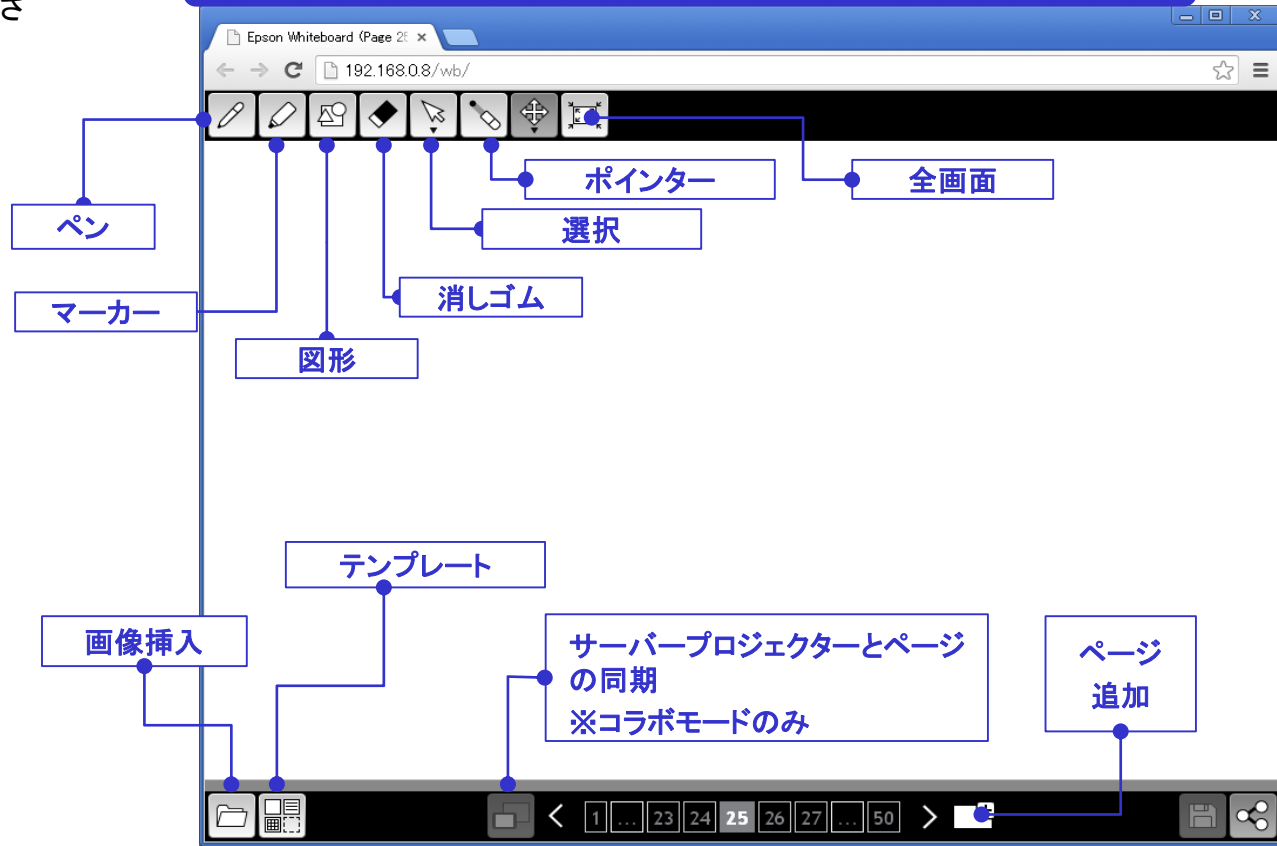 さ
Epson Whiteboard (Page 25
192.168.0.8/wb/
ポインター
全画面
ペン
選択
マーカー
消しゴム
図形
テンプレート
画像挿入
サーバープロジェクターとページ
の同期
※コラボモードのみ
ページ
追加
1 ... 23 24 25 26 27 ... 50